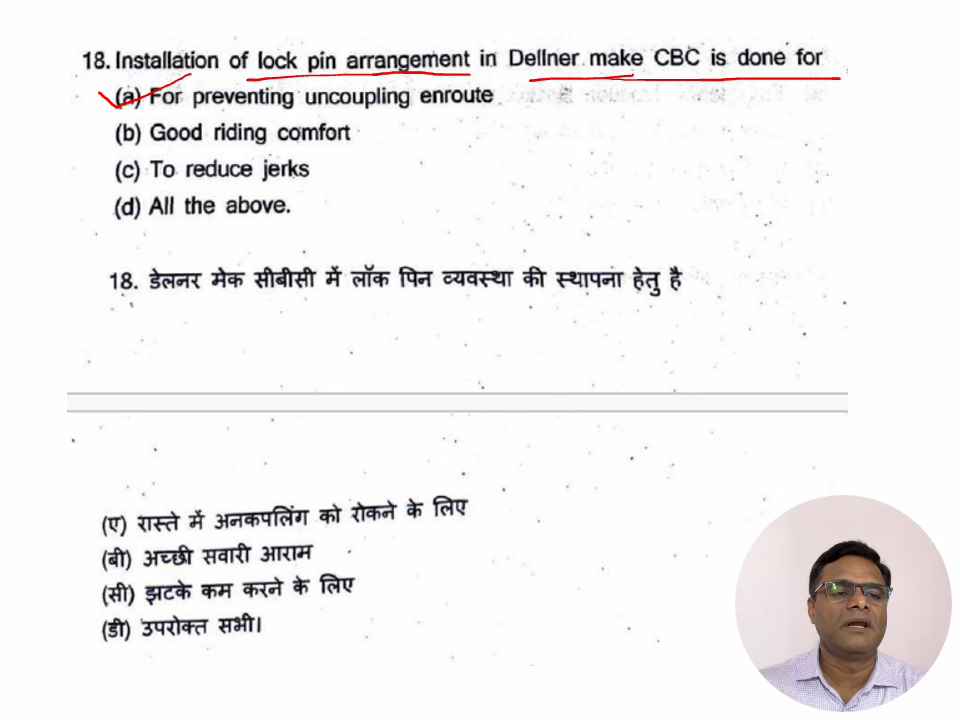 18. Installation of lock pin arrangement in Dellner make CBC is done for
(a) For preventing uncoupling enroute
(b) Good riding comfort
(c) To reduce jerks
(d) All the above.
18. डेलनर मेक सीबीसी में लॉक पिन व्यवस्था की स्थापना हेतु है
(ए) रास्ते में अनकपलिंग को रोकने के लिए
(बी) अच्छी सवारी आराम
(सी) झटके कम करने के लिए
(डी) उपरोक्त सभी।